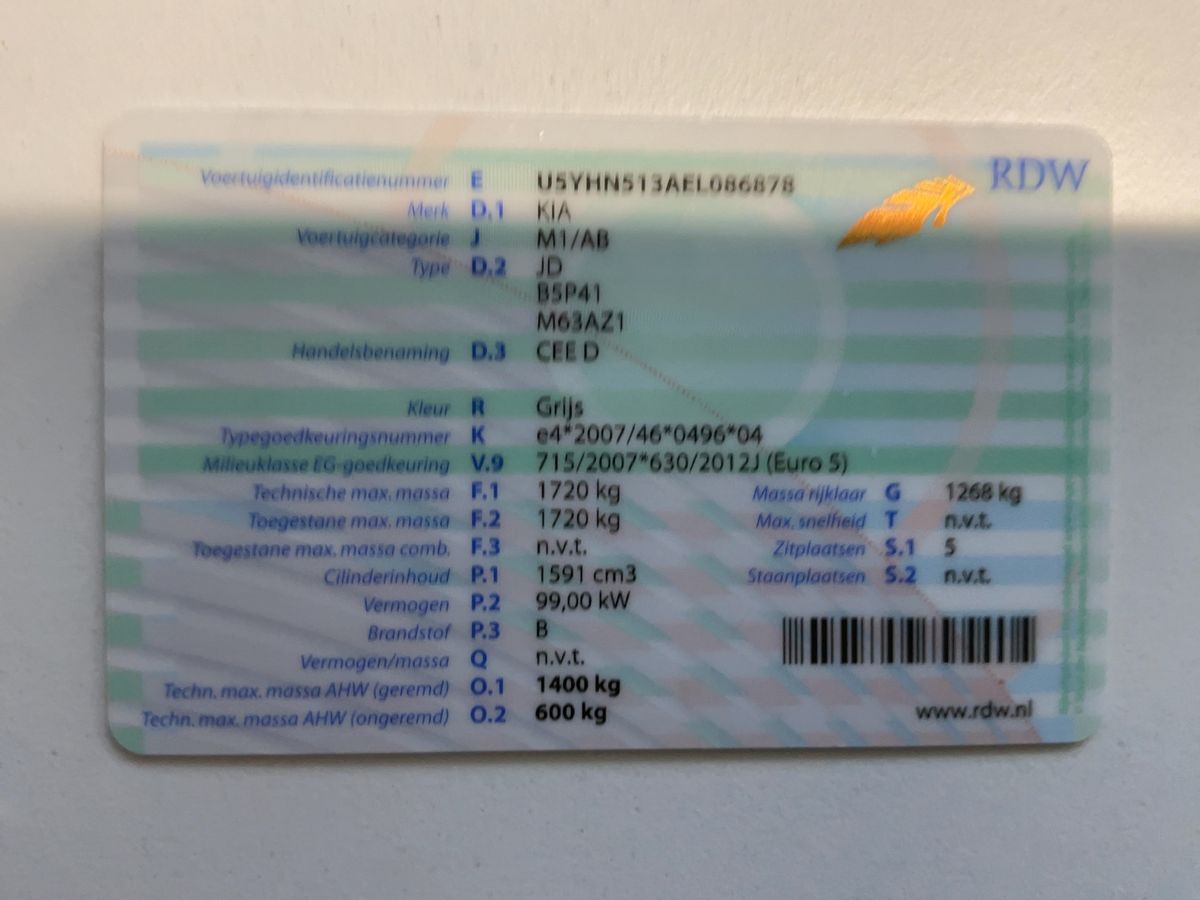 RDW
Voertuigidentificatienummer E U5YHN513AEL086878
Merk D.1 KIA
Voertuigcategorie J M1/AB
Type D.2 JD
B5P41
M63AZ1
Handelsbenaming D.3 CEE D
Kleur R Grijs
Typegoedkeuringsnummer K e4*2007/46*0496*04
Milieuklasse EG-goedkeuring V.9 715/2007*630/2012J (Euro 5)
Technische max. massa F.1 1720 kg Massa rijklaar G 1268 kg
Toegestane max. massa F.2 1720 kg Max. snelheid T n.v.t.
Toegestane max. massa comb. F.3 n.v.t. Zitplaatsen S.1 5
Cilinderinhoud P.1 1591 cm3 Staanplaatsen S.2 n.v.t.
Vermogen P.2 99,00 kW
Brandstof P.3 B
Vermogen/massa Q n.v.t.
Techn. max. massa AHW (geremd) O.1 1400 kg
Techn. max. massa AHW (ongeremd) O.2 600 kg www.rdw.nl